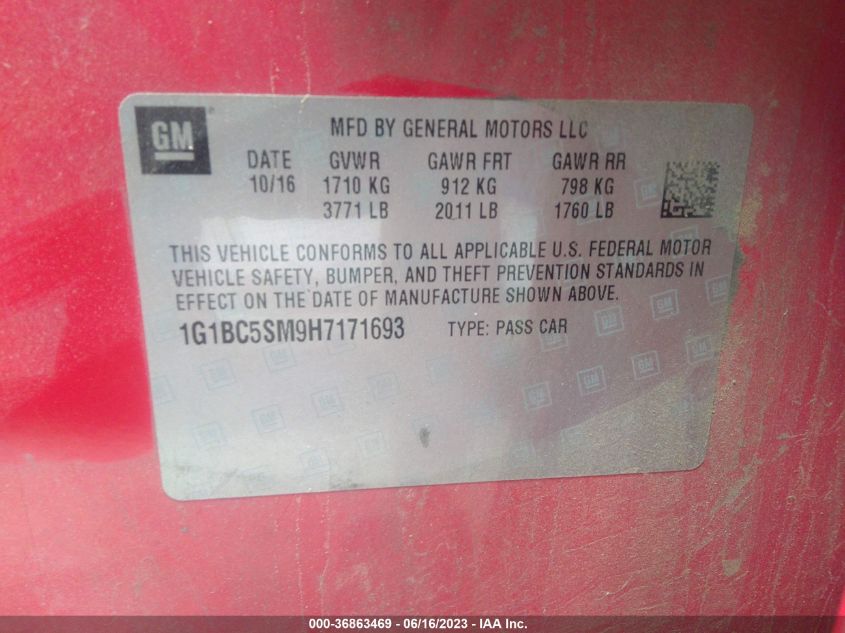 GM
MFD BY GENERAL MOTORS LLC
DATE GVWR GAWR FRT GAWR RR
10/16 1710 KG 912 KG 798 KG
3771 LB 2011 LB 1760 LB
THIS VEHICLE CONFORMS TO ALL APPLICABLE U.S. FEDERAL MOTOR
VEHICLE SAFETY, BUMPER, AND THEFT PREVENTION STANDARDS IN
EFFECT ON THE DATE OF MANUFACTURE SHOWN ABOVE.
1G1BC5SM9H7171693 TYPE: PASS CAR
000-36863469 - 06/16/2023 - IAA Inc.